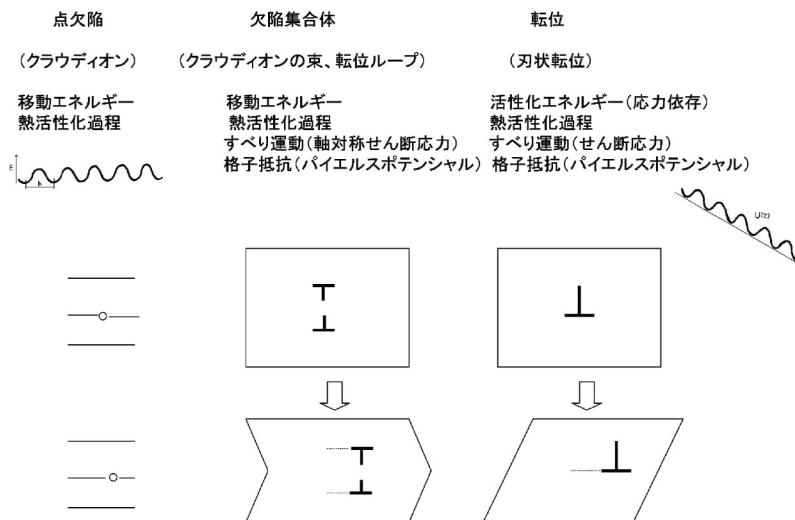 点欠陥
(クラウディオン)
移動エネルギー
熱活性化過程
E
b
欠陥集合体
(クラウディオンの束、転位ループ)
移動エネルギー
熱活性化過程
すべり運動(軸対称せん断応力)
格子抵抗(パイエルスポテンシャル)
転位
(刃状転位)
活性化エネルギー(応力依存)
熱活性化過程
すべり運動(せん断応力)
格子抵抗(パイエルスポテンシャル)